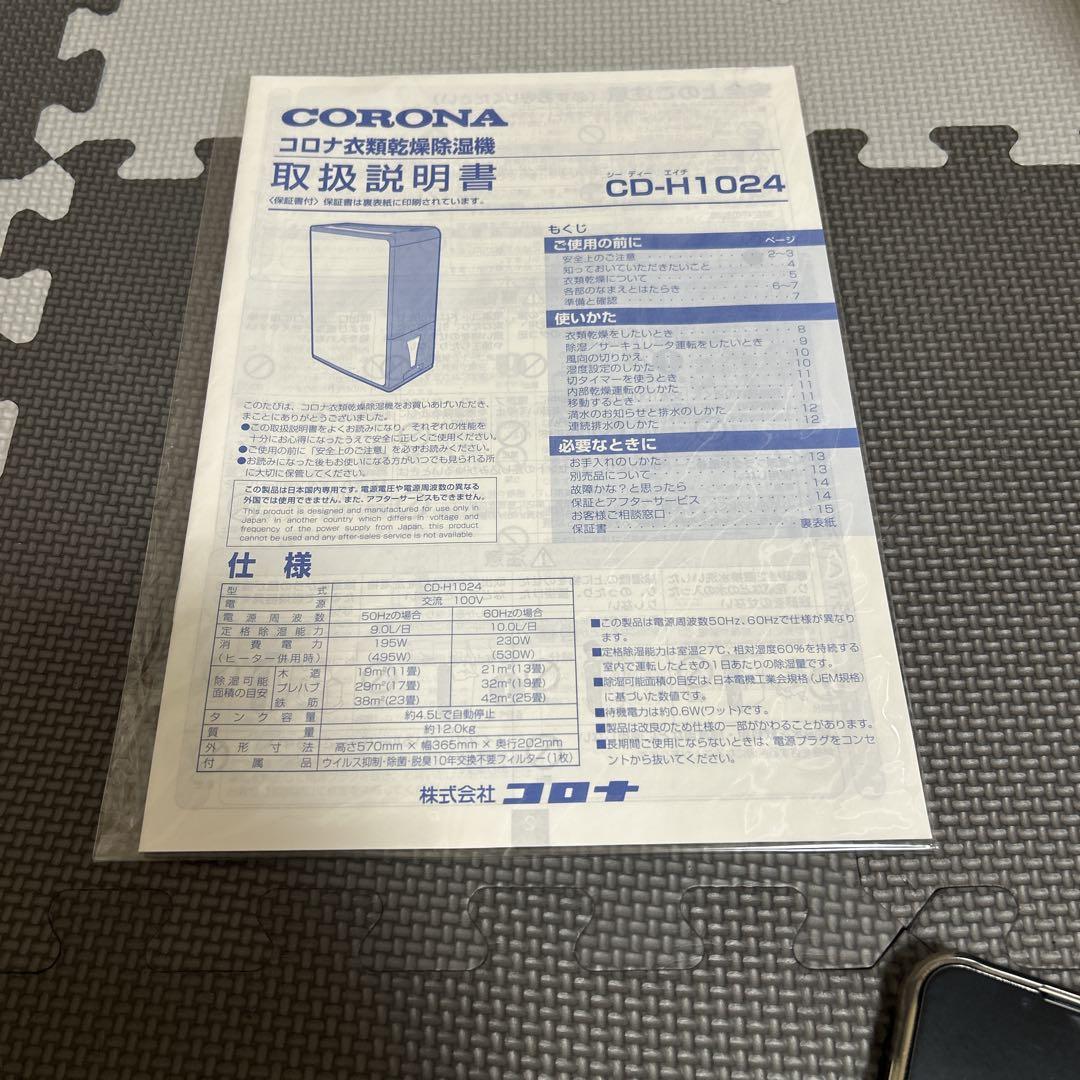 CORONA
コロナ衣類乾燥除湿機
取扱説明書
シー ディー エイチ
CD-H1024
〈保証書付〉保証書は裏表紙に印刷されています。
もくじ
ご使用の前に ページ
安全上のご注意 2〜3
知っておいていただきたいこと 4
衣類乾燥について 5
各部のなまえとはたらき 6〜7
準備と確認 7
使いかた
衣類乾燥をしたいとき 8
除湿／サーキュレータ運転をしたいとき 9
風向の切りかえ 10
湿度設定のしかた 10
切タイマーを使うとき 11
内部乾燥運転のしかた 11
移動するとき 11
満水のお知らせと排水のしかた 12
連続排水のしかた 12
必要なときに
お手入れのしかた 13
別売品について 13
故障かな？と思ったら 14
保証とアフターサービス 14
お客様ご相談窓口 15
保証書 裏表紙
このたびは、コロナ衣類乾燥除湿機をお買いあげいただき、
まことにありがとうございました。
●この取扱説明書をよくお読みになり、それぞれの性能を
十分にお心得になったうえで安全に正しくご使用ください。
●ご使用の前に「安全上のご注意」を必ずお読みください。
●お読みになった後もお使いになる方がいつでも見られる所
に大切に保管してください。
この製品は日本国内専用です。電源電圧や電源周波数の異なる
外国では使用できません。また、アフターサービスもできません。
This product is designed and manufactured for use only in
Japan. In another country which differs in voltage and
frequency of the power supply from Japan, this product
cannot be used and any after-sales service is not available.
仕様
型式 CD-H1024
電源 交流 100V
電源周波数 50Hzの場合 60Hzの場合
定格除湿能力 9.0L/日 10.0L/日
消費電力 195W 230W
（ヒーター併用時） （495W） （530W）
除湿可能面積の目安 木造 19m²（11畳） 21m²（13畳）
プレハブ 29m²（17畳） 32m²（19畳）
鉄筋 38m²（23畳） 42m²（25畳）
タンク容量 約4.5Lで自動停止
質量 約12.0kg
外形寸法 高さ570mm × 幅365mm × 奥行202mm
付属品 ウイルス抑制・除菌・脱臭10年交換不要フィルター（1枚）
■この製品は電源周波数50Hz、60Hzで仕様が異なり
ます。
■定格除湿能力は室温27℃、相対湿度60％を持続する
室内で運転したときの1日あたりの除湿量です。
■除湿可能面積の目安は、日本電機工業会規格（JEM規格）
に基づいた数値です。
■待機電力は約0.6W（ワット）です。
■製品は改良のため仕様の一部がかわることがあります。
■長期間ご使用にならないときは、電源プラグをコンセ
ントから抜いてください。
株式会社 コロナ